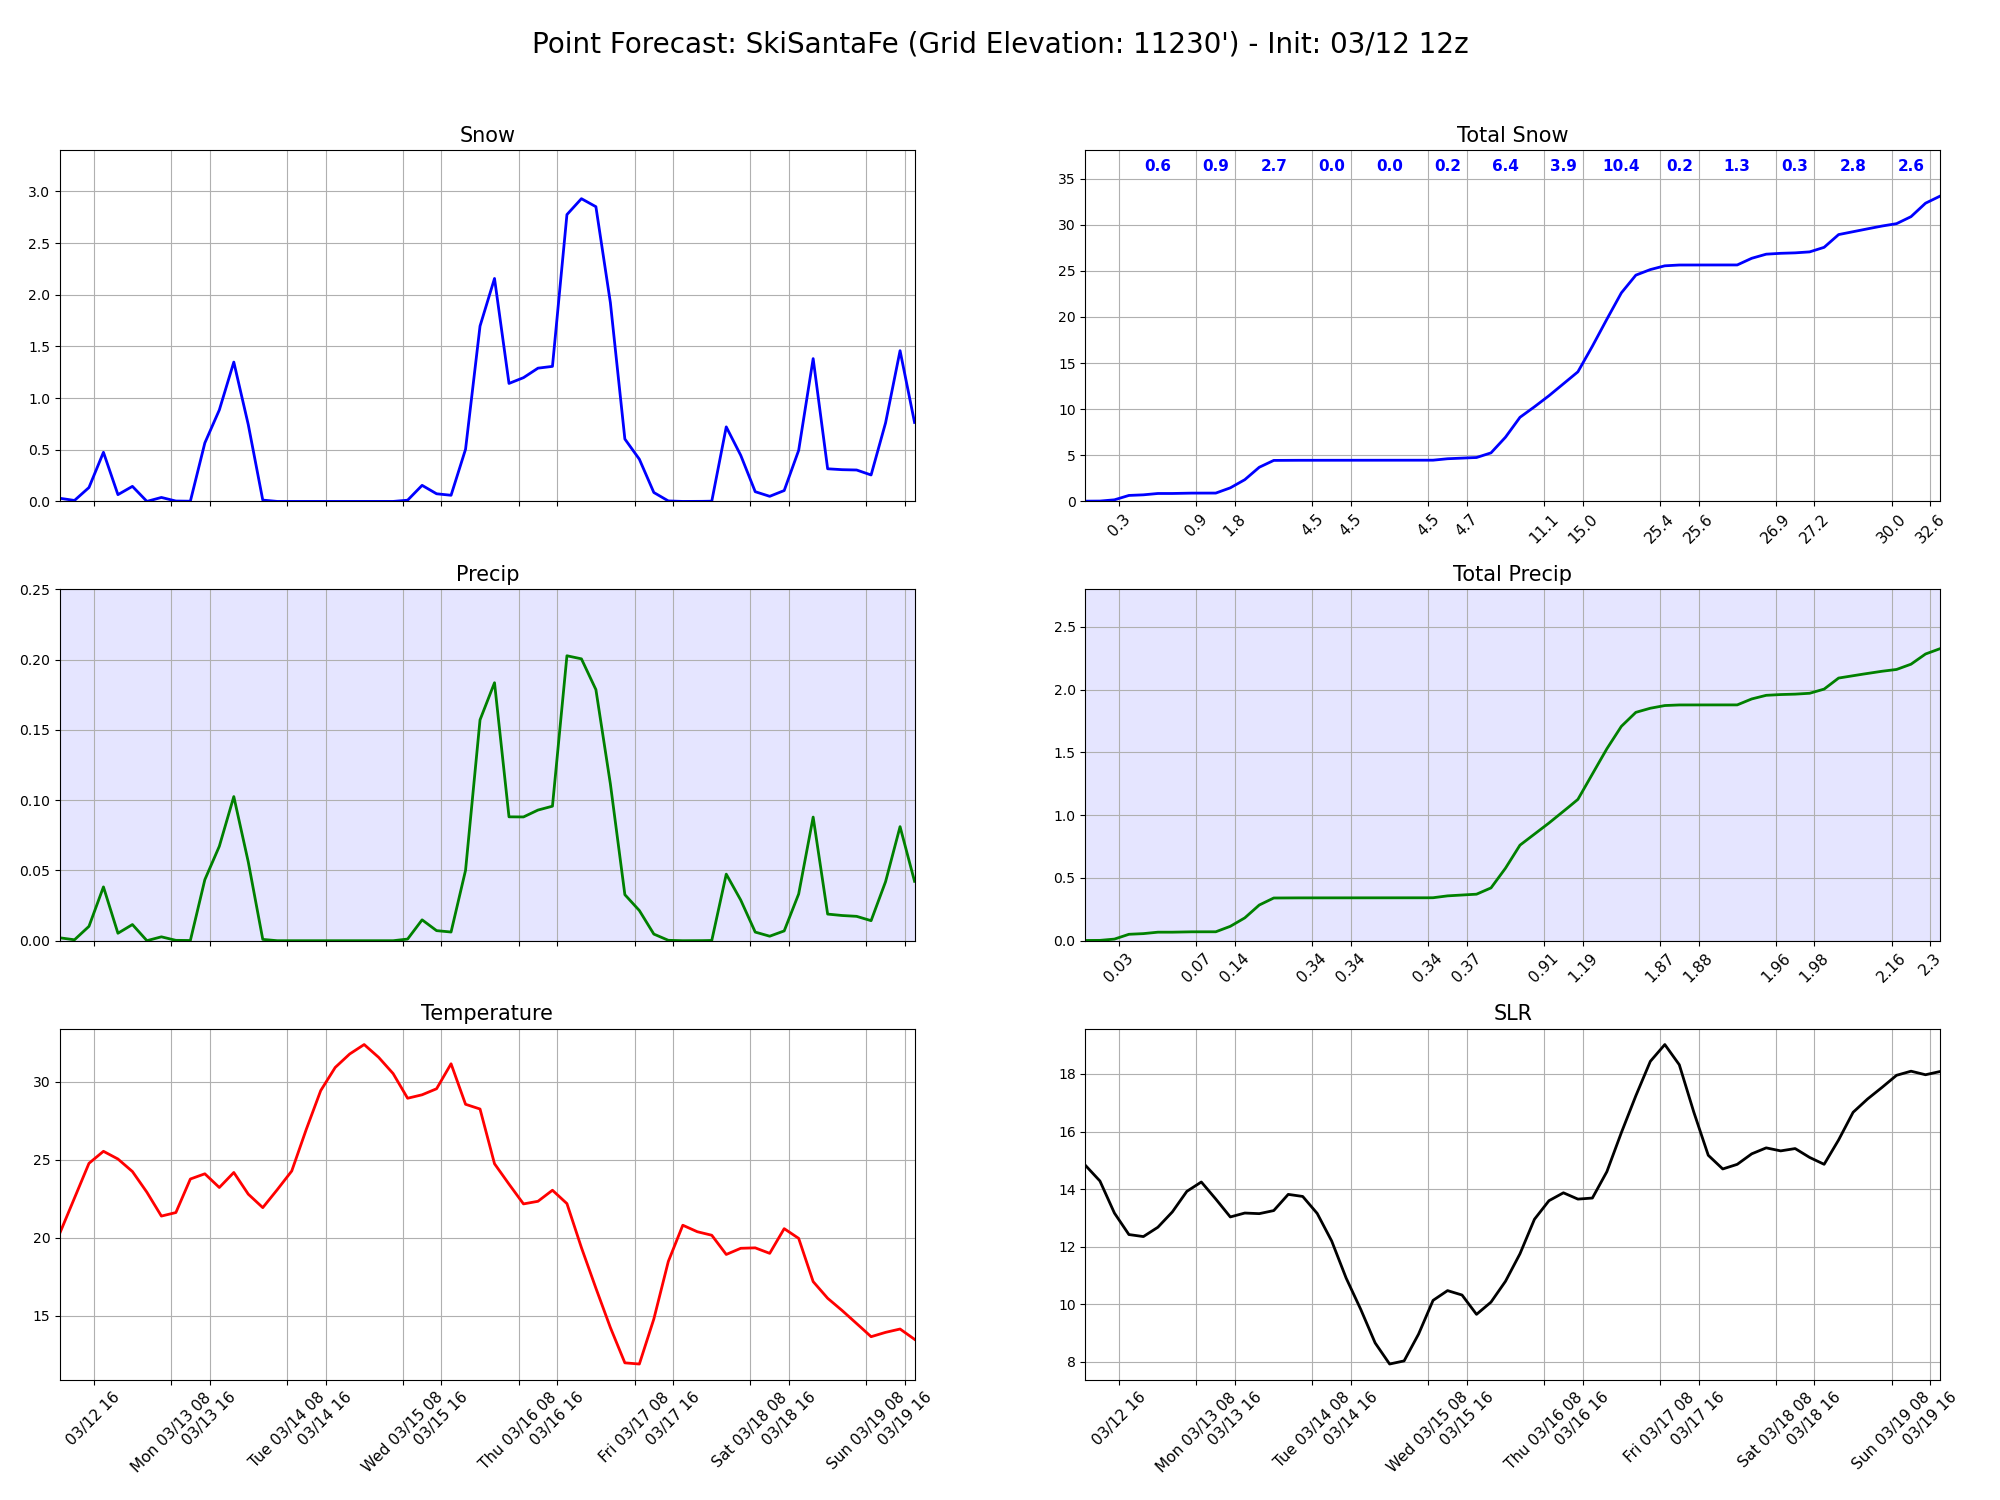 Point Forecast: SkiSantaFe (Grid Elevation: 11230') - Init: 03/12 12z
Snow
3.0
2.5
2.0
1.5
1.0
0.5
0.0
Total Snow
0.6 0.9 2.7 0.0 0.0 0.2 6.4 3.9 10.4 0.2 1.3 0.3 2.8 2.6
35
30
25
20
15
10
5
0
0.3 0.9 1.8 4.5 4.5 4.5 4.7 11.1 15.0 25.4 25.6 26.9 27.2 30.0 32.6
Precip
0.25
0.20
0.15
0.10
0.05
0.00
Total Precip
2.5
2.0
1.5
1.0
0.5
0.0
0.03 0.07 0.14 0.34 0.34 0.34 0.37 0.91 1.19 1.87 1.88 1.96 1.98 2.16 2.3
Temperature
30
25
20
15
03/12 16
Mon 03/13 08
03/13 16
Tue 03/14 08
03/14 16
Wed 03/15 08
03/15 16
Thu 03/16 08
03/16 16
Fri 03/17 08
03/17 16
Sat 03/18 08
03/18 16
Sun 03/19 08
03/19 16
SLR
18
16
14
12
10
8
03/12 16
Mon 03/13 08
03/13 16
Tue 03/14 08
03/14 16
Wed 03/15 08
03/15 16
Thu 03/16 08
03/16 16
Fri 03/17 08
03/17 16
Sat 03/18 08
03/18 16
Sun 03/19 08
03/19 16